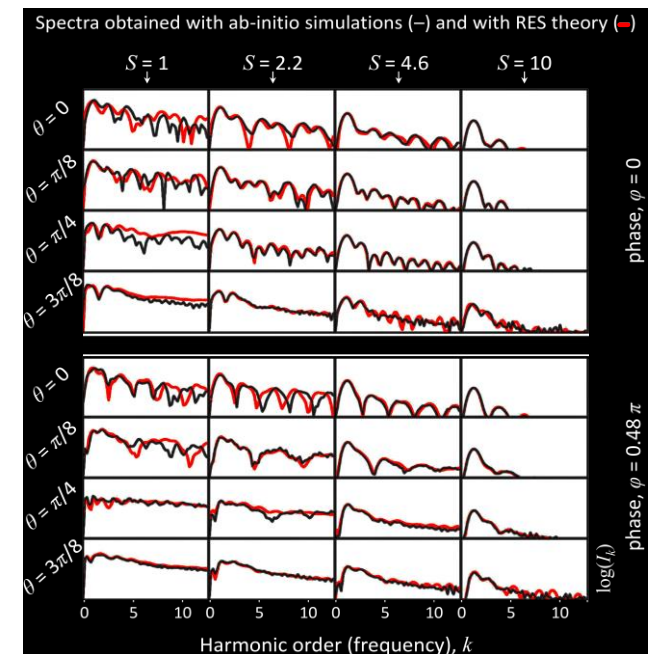 Spectra obtained with ab-initio simulations (–) and with RES theory (–)
S = 1 S = 2.2 S = 4.6 S = 10
θ = 0
θ = π/8
θ = π/4
θ = 3π/8
phase, φ = 0
θ = 0
θ = π/8
θ = π/4
θ = 3π/8
phase, φ = 0.48 π
log(I_k)
0 5 10 0 5 10 0 5 10 0 5 10
Harmonic order (frequency), k